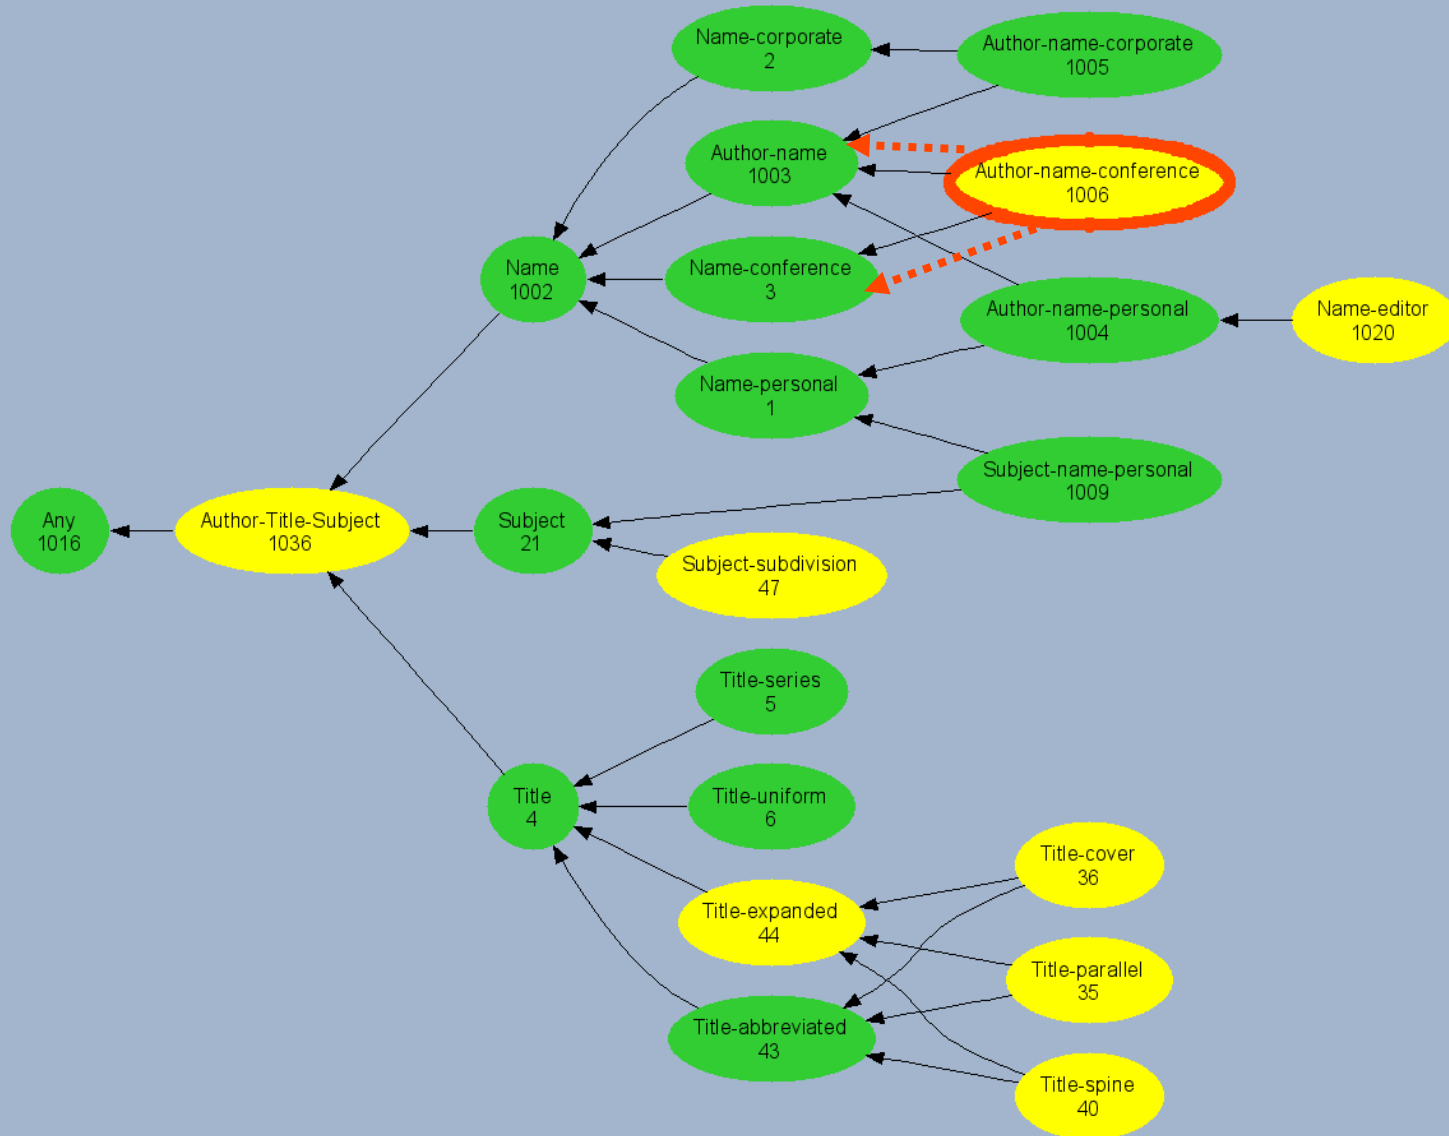 Name-corporate
2
Author-name-corporate
1005
Author-name
1003
Author-name-conference
1006
Name
1002
Name-conference
3
Author-name-personal
1004
Name-editor
1020
Name-personal
1
Subject-name-personal
1009
Any
1016
Author-Title-Subject
1036
Subject
21
Subject-subdivision
47
Title-series
5
Title
4
Title-uniform
6
Title-cover
36
Title-expanded
44
Title-parallel
35
Title-abbreviated
43
Title-spine
40